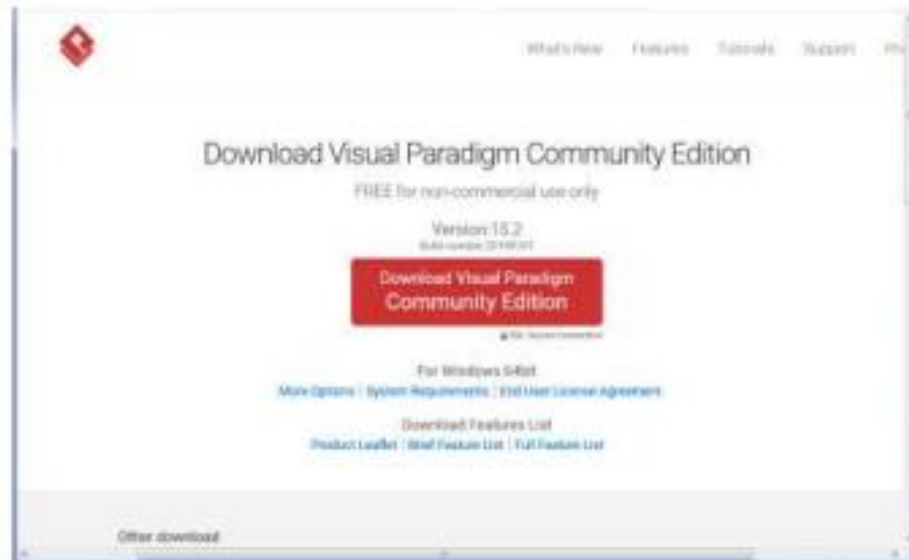 What's New Features Tutorials Support
Download Visual Paradigm Community Edition
FREE for non-commercial use only
Version 15.2
Build number
Download Visual Paradigm
Community Edition
For Windows 64bit
More Options | System Requirements | End User License Agreement
Download Features List
Product Leaflet | Brief Feature List | Full Feature List
Other download